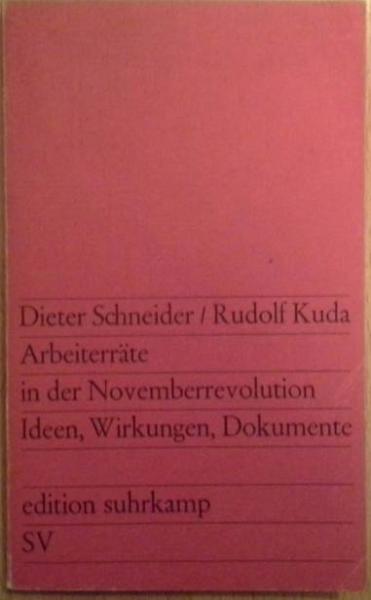 Dieter Schneider / Rudolf Kuda
Arbeiterräte
in der Novemberrevolution
Ideen, Wirkungen, Dokumente
edition suhrkamp
SV